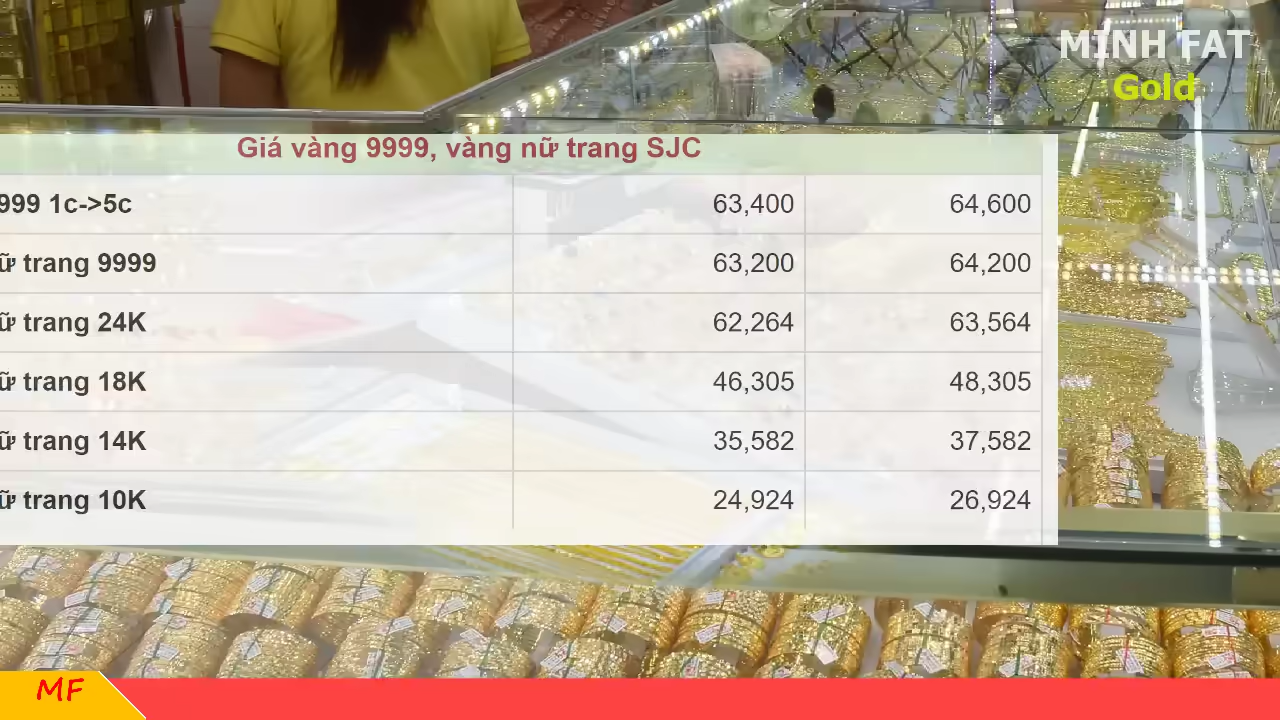 MINH FAT
Gold
Giá vàng 9999, vàng nữ trang SJC
999 1c->5c 63,400 64,600
ữ trang 9999 63,200 64,200
ữ trang 24K 62,264 63,564
ữ trang 18K 46,305 48,305
ữ trang 14K 35,582 37,582
ữ trang 10K 24,924 26,924
MF